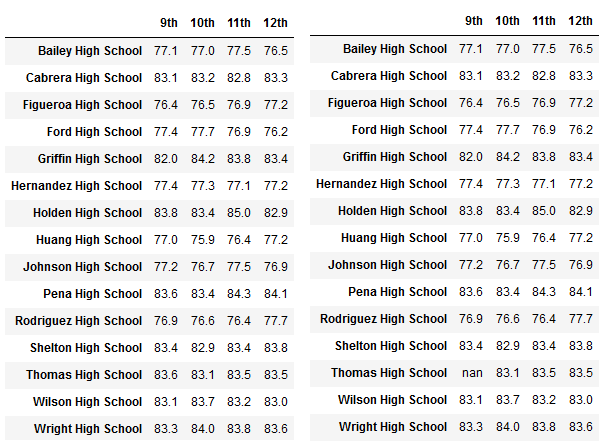 9th 10th 11th 12th
Bailey High School 77.1 77.0 77.5 76.5
Cabrera High School 83.1 83.2 82.8 83.3
Figueroa High School 76.4 76.5 76.9 77.2
Ford High School 77.4 77.7 76.9 76.2
Griffin High School 82.0 84.2 83.8 83.4
Hernandez High School 77.4 77.3 77.1 77.2
Holden High School 83.8 83.4 85.0 82.9
Huang High School 77.0 75.9 76.4 77.2
Johnson High School 77.2 76.7 77.5 76.9
Pena High School 83.6 83.4 84.3 84.1
Rodriguez High School 76.9 76.6 76.4 77.7
Shelton High School 83.4 82.9 83.4 83.8
Thomas High School 83.6 83.1 83.5 83.5
Wilson High School 83.1 83.7 83.2 83.0
Wright High School 83.3 84.0 83.8 83.6
9th 10th 11th 12th
Bailey High School 77.1 77.0 77.5 76.5
Cabrera High School 83.1 83.2 82.8 83.3
Figueroa High School 76.4 76.5 76.9 77.2
Ford High School 77.4 77.7 76.9 76.2
Griffin High School 82.0 84.2 83.8 83.4
Hernandez High School 77.4 77.3 77.1 77.2
Holden High School 83.8 83.4 85.0 82.9
Huang High School 77.0 75.9 76.4 77.2
Johnson High School 77.2 76.7 77.5 76.9
Pena High School 83.6 83.4 84.3 84.1
Rodriguez High School 76.9 76.6 76.4 77.7
Shelton High School 83.4 82.9 83.4 83.8
Thomas High School nan 83.1 83.5 83.5
Wilson High School 83.1 83.7 83.2 83.0
Wright High School 83.3 84.0 83.8 83.6